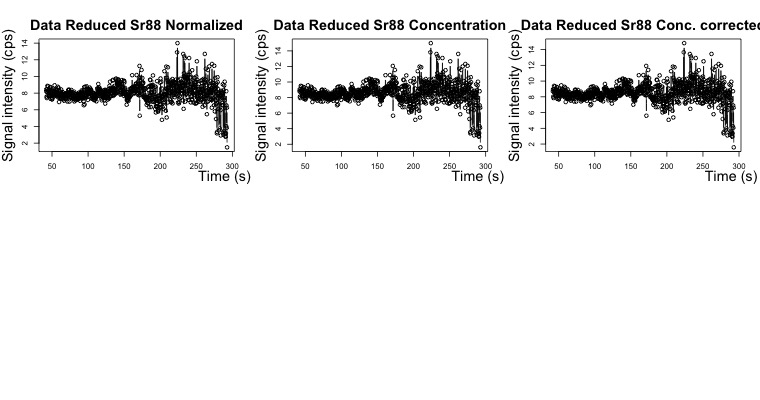 Data Reduced Sr88 Normalized
Signal intensity (cps)
2 4 6 8 10 12 14
50 100 150 200 250 300
Time (s)
Data Reduced Sr88 Concentration
Signal intensity (cps)
2 4 6 8 10 12 14
50 100 150 200 250 300
Time (s)
Data Reduced Sr88 Conc. corrected
Signal intensity (cps)
2 4 6 8 10 12 14
50 100 150 200 250 300
Time (s)